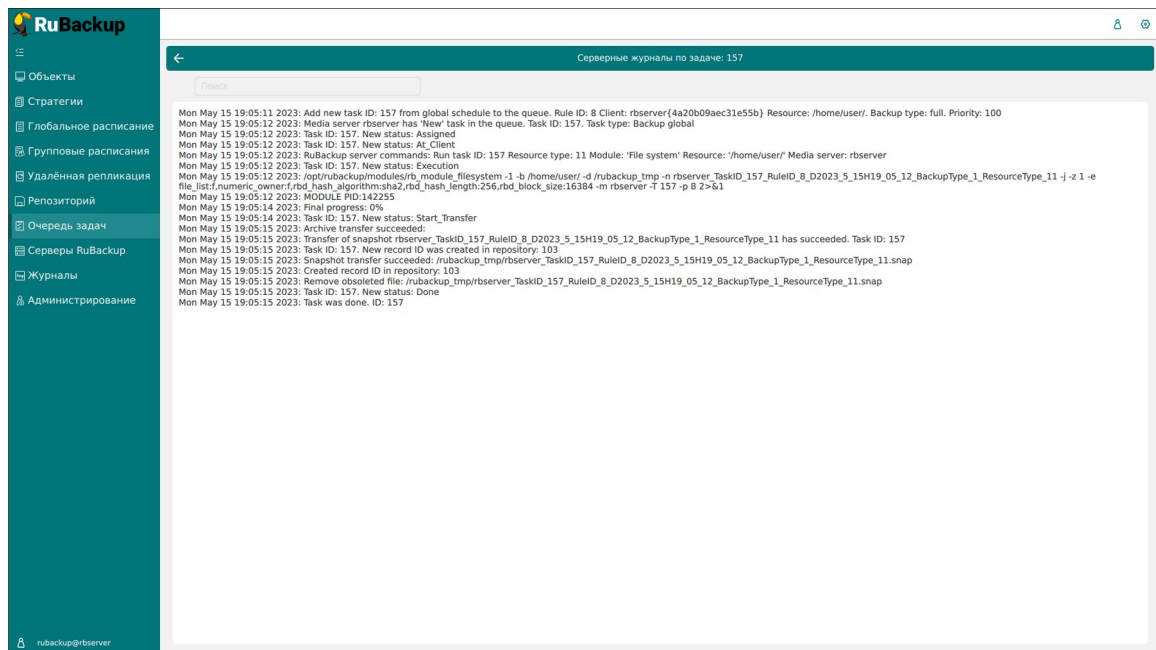 RuBackup
Объекты
Стратегии
Глобальное расписание
Групповые расписания
Удалённая репликация
Репозиторий
Очередь задач
Серверы RuBackup
Журналы
Администрирование
rubackup@rbserver
Серверные журналы по задаче: 157
Поиск
Mon May 15 19:05:11 2023: Add new task ID: 157 from global schedule to the queue. Rule ID: 8 Client: rbserver{4a20b09aec31e55b} Resource: /home/user/. Backup type: full. Priority: 100
Mon May 15 19:05:12 2023: Media server rbserver has 'New' task in the queue. Task ID: 157. Task type: Backup global
Mon May 15 19:05:12 2023: Task ID: 157. New status: Assigned
Mon May 15 19:05:12 2023: Task ID: 157. New status: At_Client
Mon May 15 19:05:12 2023: RuBackup server commands: Run task ID: 157 Resource type: 11 Module: 'File system' Resource: '/home/user/' Media server: rbserver
Mon May 15 19:05:12 2023: Task ID: 157. New status: Execution
Mon May 15 19:05:12 2023: /opt/rubackup/modules/rb_module_filesystem -1 -b /home/user/ -d /rubackup_tmp -n rbserver_TaskID_157_RuleID_8_D2023_5_15H19_05_12_BackupType_1_ResourceType_11 -j -z 1 -e
file_list:f,numeric_owner:f,rbd_hash_algorithm:sha2,rbd_hash_length:256,rbd_block_size:16384 -m rbserver -T 157 -p 8 2>&1
Mon May 15 19:05:12 2023: MODULE PID:142255
Mon May 15 19:05:14 2023: Final progress: 0%
Mon May 15 19:05:14 2023: Task ID: 157. New status: Start_Transfer
Mon May 15 19:05:15 2023: Archive transfer succeeded:
Mon May 15 19:05:15 2023: Transfer of snapshot rbserver_TaskID_157_RuleID_8_D2023_5_15H19_05_12_BackupType_1_ResourceType_11 has succeeded. Task ID: 157
Mon May 15 19:05:15 2023: Task ID: 157. New record ID was created in repository: 103
Mon May 15 19:05:15 2023: Snapshot transfer succeeded: /rubackup_tmp/rbserver_TaskID_157_RuleID_8_D2023_5_15H19_05_12_BackupType_1_ResourceType_11.snap
Mon May 15 19:05:15 2023: Created record ID in repository: 103
Mon May 15 19:05:15 2023: Remove obsoleted file: /rubackup_tmp/rbserver_TaskID_157_RuleID_8_D2023_5_15H19_05_12_BackupType_1_ResourceType_11.snap
Mon May 15 19:05:15 2023: Task ID: 157. New status: Done
Mon May 15 19:05:15 2023: Task was done. ID: 157